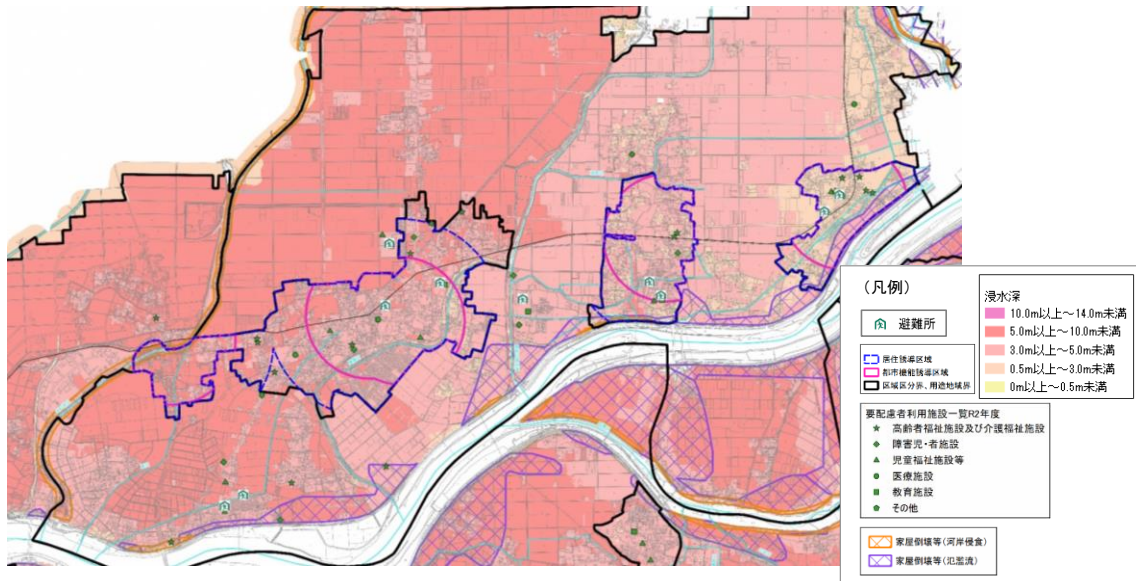 (凡例)
避難所
居住誘導区域
都市機能誘導区域
区域区分界、用途地域界
浸水深
10.0m以上~14.0m未満
5.0m以上~10.0m未満
3.0m以上~5.0m未満
0.5m以上~3.0m未満
0m以上~0.5m未満
要配慮者利用施設一覧R2年度
高齢者福祉施設及び介護福祉施設
障害児・者施設
児童福祉施設等
医療施設
教育施設
その他
家屋倒壊等(河岸侵食)
家屋倒壊等(氾濫流)